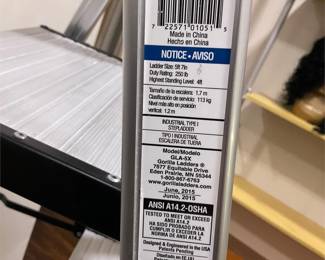 7 22571 01051
Made in China
Hecho en China
NOTICE • AVISO
Ladder Size: 5ft 7in
Duty Rating: 250 lb
Highest Standing Level: 4ft
Tamaño de la escalera: 1.7 m
Clasificación de servicio: 113 kg
Nivel más alto en posición
vertical: 1.2 m
INDUSTRIAL TYPE I
STEPLADDER
TIPO I INDUSTRIAL
ESCALERA DE TIJERA
Model/Modelo
GLA-5X
Gorilla Ladders ®
7677 Equitable Drive
Eden Prairie, MN 55344
1-800-867-6763
www.gorillaladders.com
June, 2015
Junio, 2015
ANSI A14.2-OSHA
TESTED TO MEET OR EXCEED
ANSI A14.2
HA SIDO PROBADO PARA
CUMPLIR O EXCEDER LA
NORMA DE ANSI A14.2
Designed & Engineered in the USA
Patents Pending